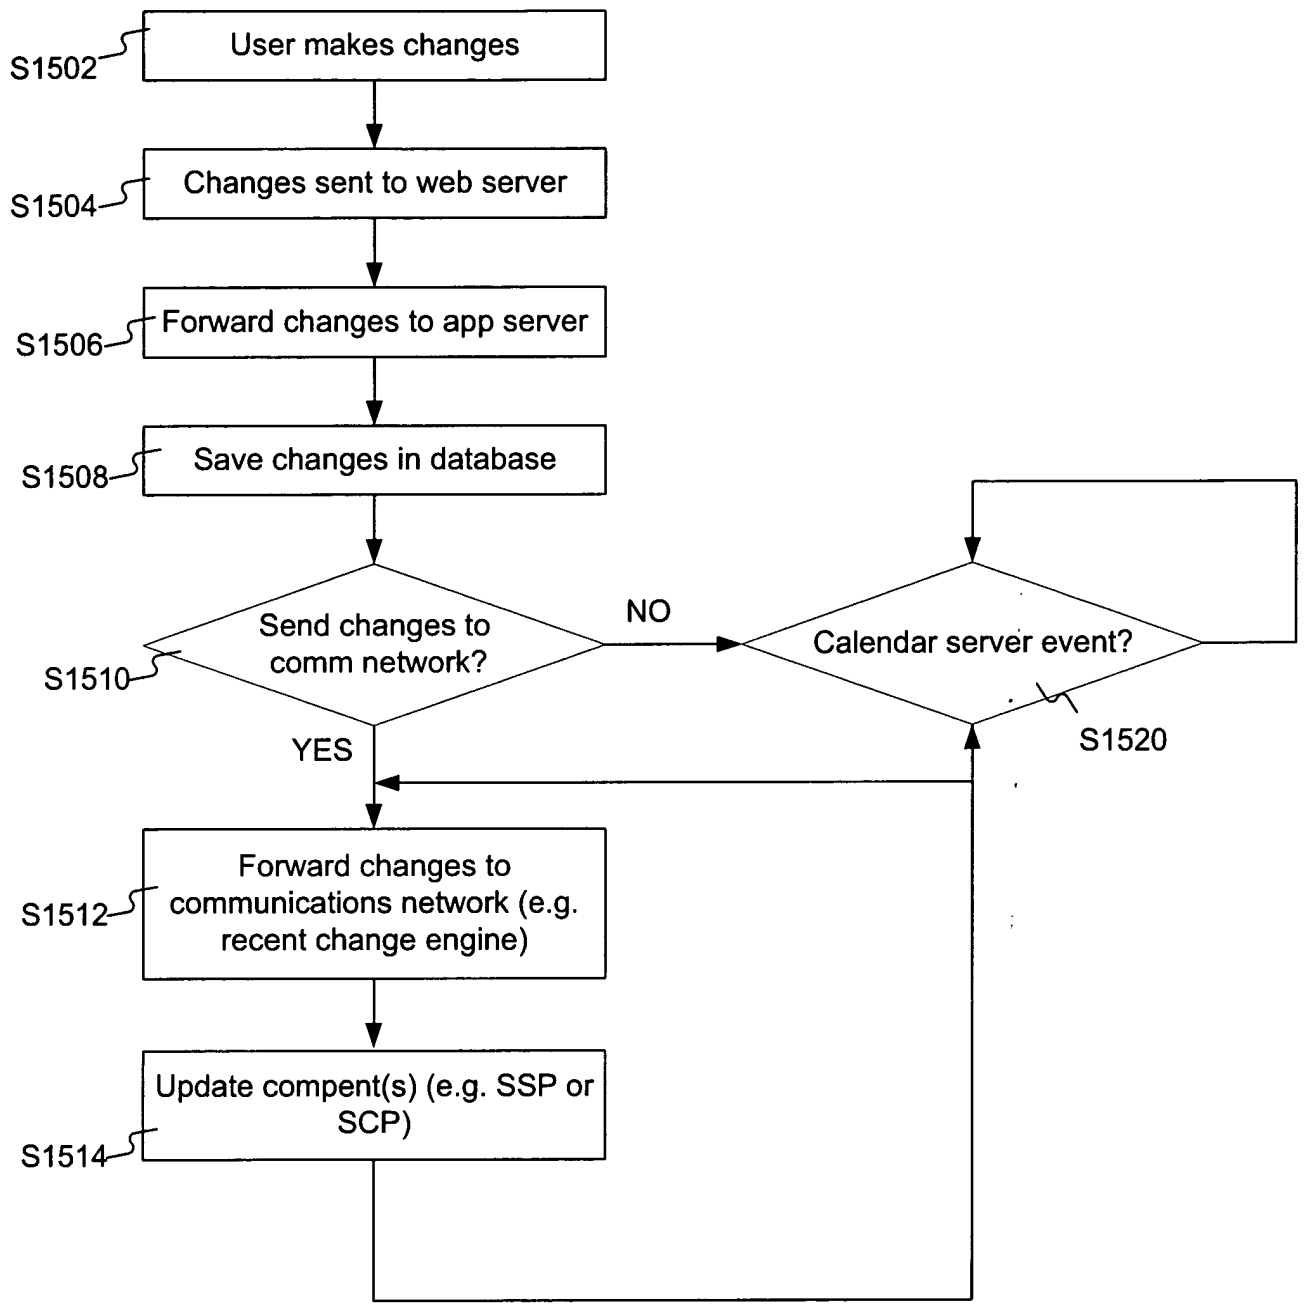 User makes changes
S1502
Changes sent to web server
S1504
Forward changes to app server
S1506
Save changes in database
S1508
Send changes to
comm network?
S1510
NO
Calendar server event?
S1520
YES
Forward changes to
communications network (e.g.
recent change engine)
S1512
Update compent(s) (e.g. SSP or
SCP)
S1514